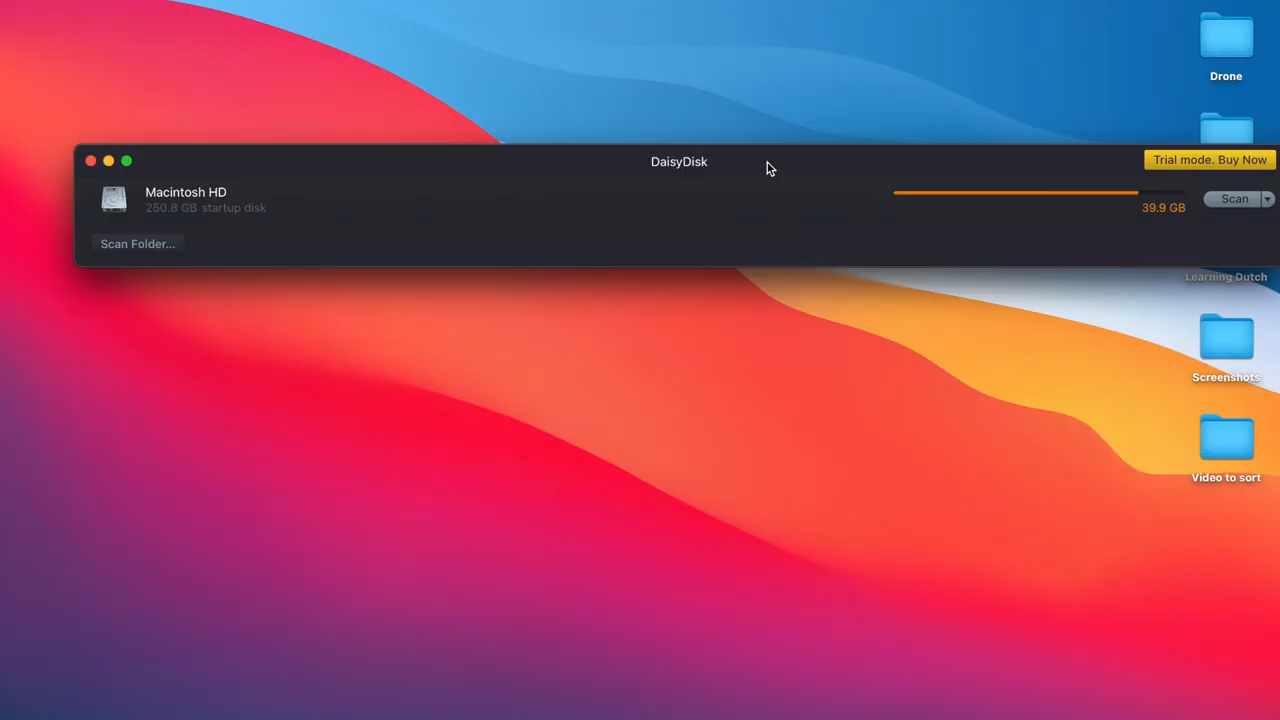 Drone
DaisyDisk
Trial mode. Buy Now
Macintosh HD
250.8 GB startup disk
39.9 GB
Scan
Scan Folder...
Learning Dutch
Screenshots
Video to sort